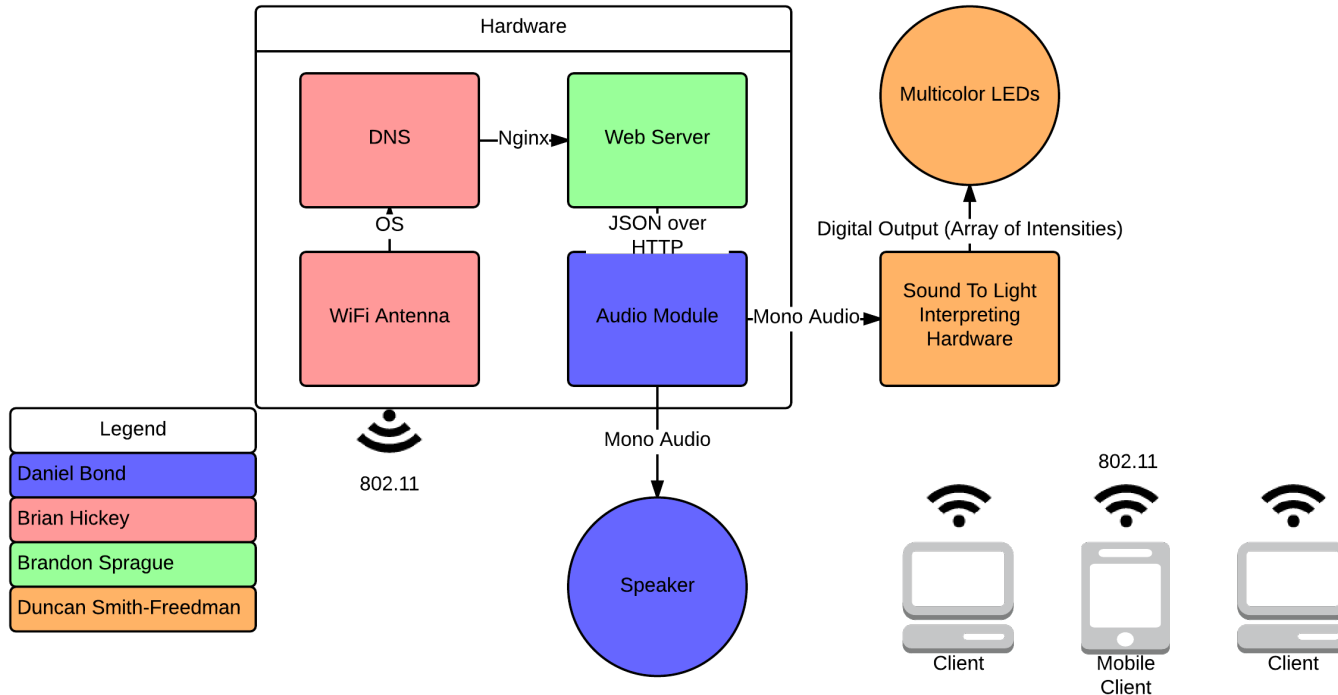 Hardware
DNS
Nginx
Web Server
Multicolor LEDs
OS
JSON over
HTTP
Digital Output (Array of Intensities)
WiFi Antenna
Audio Module
Mono Audio
Sound To Light
Interpreting
Hardware
Legend
Daniel Bond
Brian Hickey
Brandon Sprague
Duncan Smith-Freedman
802.11
Mono Audio
Speaker
802.11
Client
Mobile
Client
Client